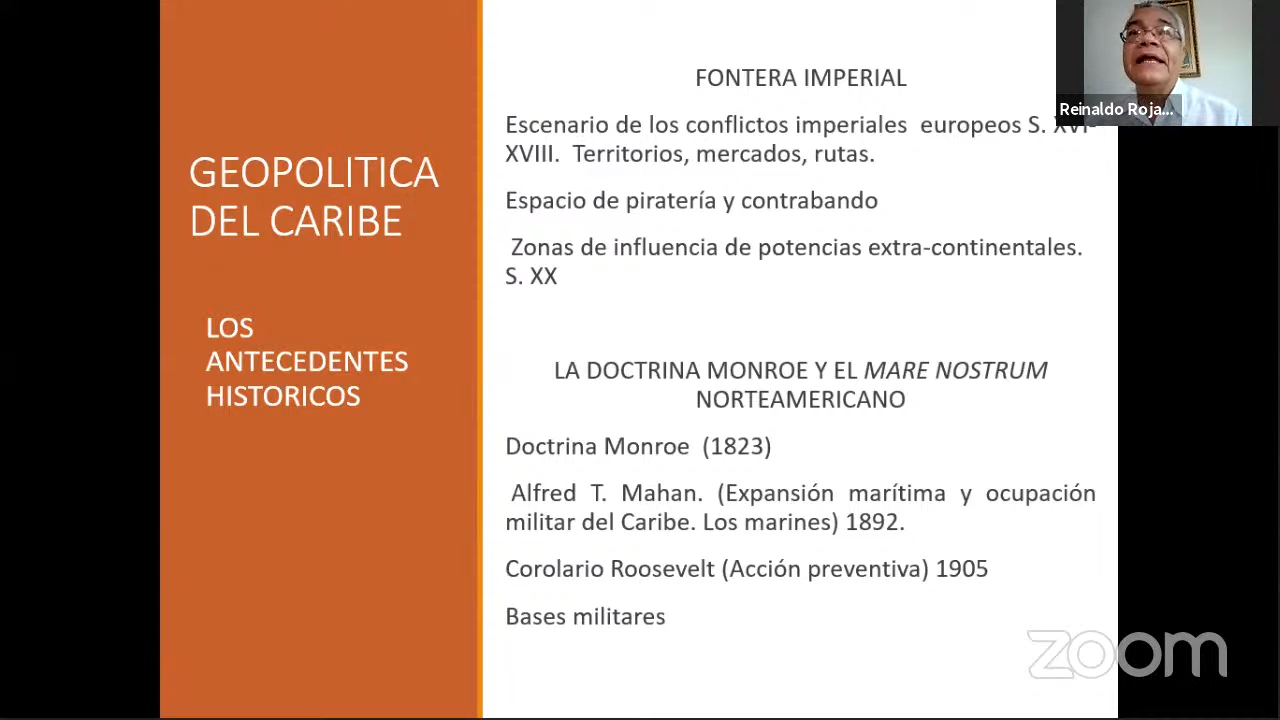 GEOPOLITICA
DEL CARIBE
LOS
ANTECEDENTES
HISTORICOS
FONTERA IMPERIAL
Escenario de los conflictos imperiales europeos S. XVI-
XVIII. Territorios, mercados, rutas.
Espacio de piratería y contrabando
Zonas de influencia de potencias extra-continentales.
S. XX
LA DOCTRINA MONROE Y EL MARE NOSTRUM
NORTEAMERICANO
Doctrina Monroe (1823)
Alfred T. Mahan. (Expansión marítima y ocupación
militar del Caribe. Los marines) 1892.
Corolario Roosevelt (Acción preventiva) 1905
Bases militares
Reinaldo Roja...
zoom